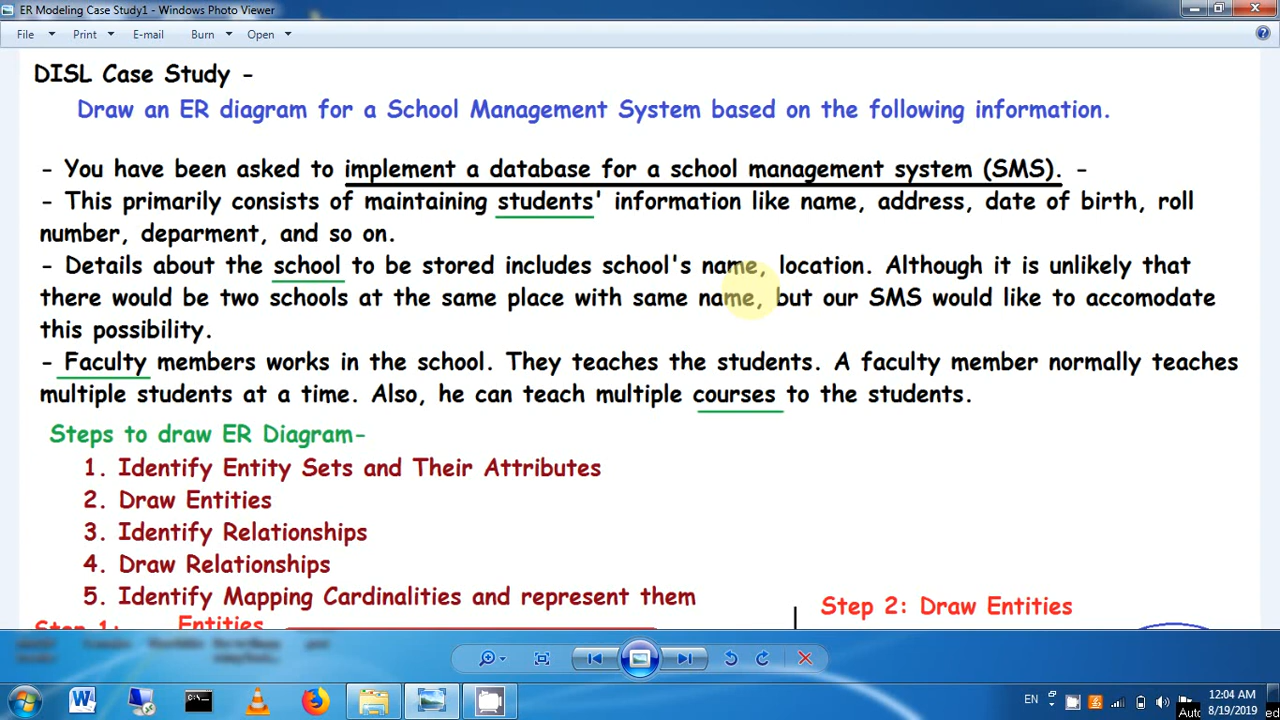 ER Modeling Case Study1 - Windows Photo Viewer
File Print E-mail Burn Open
DISL Case Study -
Draw an ER diagram for a School Management System based on the following information.
- You have been asked to implement a database for a school management system (SMS). -
- This primarily consists of maintaining students' information like name, address, date of birth, roll
number, deparment, and so on.
- Details about the school to be stored includes school's name, location. Although it is unlikely that
there would be two schools at the same place with same name, but our SMS would like to accomodate
this possibility.
- Faculty members works in the school. They teaches the students. A faculty member normally teaches
multiple students at a time. Also, he can teach multiple courses to the students.
Steps to draw ER Diagram-
1. Identify Entity Sets and Their Attributes
2. Draw Entities
3. Identify Relationships
4. Draw Relationships
5. Identify Mapping Cardinalities and represent them
Step 1: Entities
Step 2: Draw Entities
EN
12:04 AM
8/19/2019